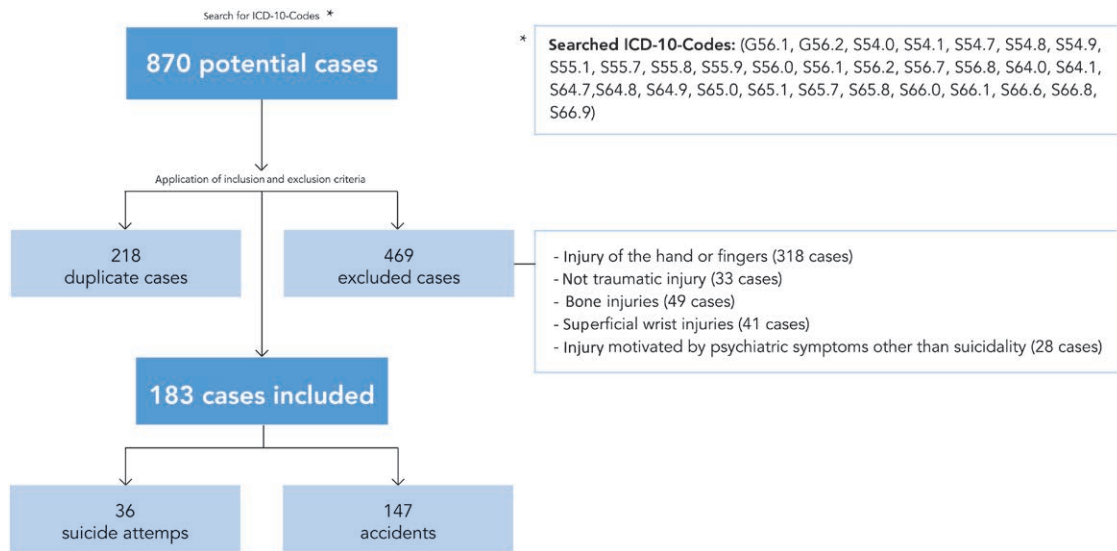 Search for ICD-10-Codes *
870 potential cases
* Searched ICD-10-Codes: (G56.1, G56.2, S54.0, S54.1, S54.7, S54.8, S54.9,
S55.1, S55.7, S55.8, S55.9, S56.0, S56.1, S56.2, S56.7, S56.8, S64.0, S64.1,
S64.7,S64.8, S64.9, S65.0, S65.1, S65.7, S65.8, S66.0, S66.1, S66.6, S66.8,
S66.9)
Application of inclusion and exclusion criteria
218
duplicate cases
469
excluded cases
- Injury of the hand or fingers (318 cases)
- Not traumatic injury (33 cases)
- Bone injuries (49 cases)
- Superficial wrist injuries (41 cases)
- Injury motivated by psychiatric symptoms other than suicidality (28 cases)
183 cases included
36
suicide attemps
147
accidents